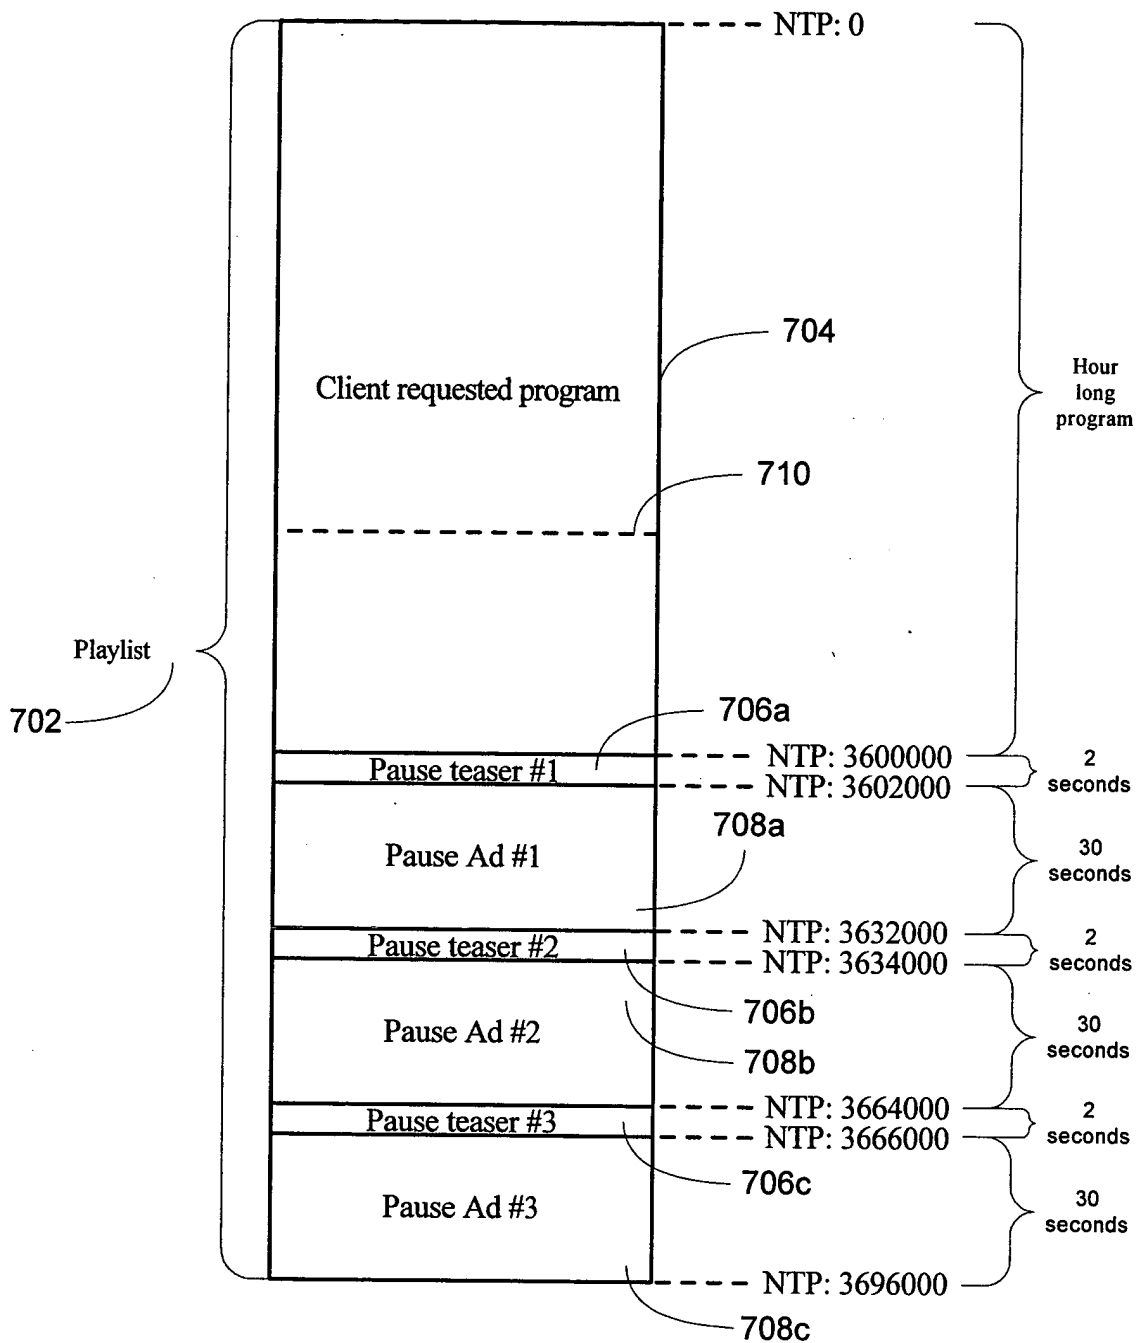 NTP: 0
704
Client requested program
Hour
long
program
710
Playlist
702
706a
NTP: 3600000
Pause teaser #1
2
seconds
NTP: 3602000
708a
Pause Ad #1
30
seconds
NTP: 3632000
Pause teaser #2
2
seconds
NTP: 3634000
706b
Pause Ad #2
30
seconds
708b
NTP: 3664000
Pause teaser #3
2
seconds
NTP: 3666000
706c
Pause Ad #3
30
seconds
NTP: 3696000
708c